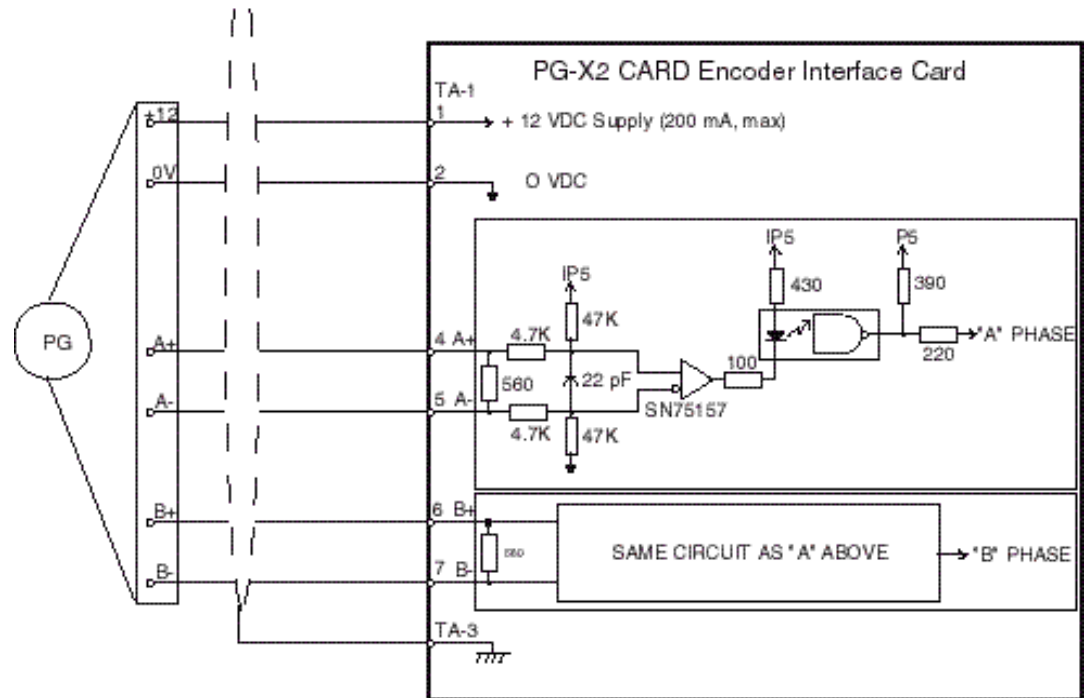 PG-X2 CARD Encoder Interface Card
TA-1
+12
1
+ 12 VDC Supply (200 mA, max)
0V
2
O VDC
IP5
P5
430
390
IP5
47K
4.7K
A+
4 A+
"A" PHASE
PG
560
22 pF
100
220
A-
5 A-
SN75157
4.7K
47K
B+
6 B+
SAME CIRCUIT AS "A" ABOVE
"B" PHASE
B-
7 B-
TA-3